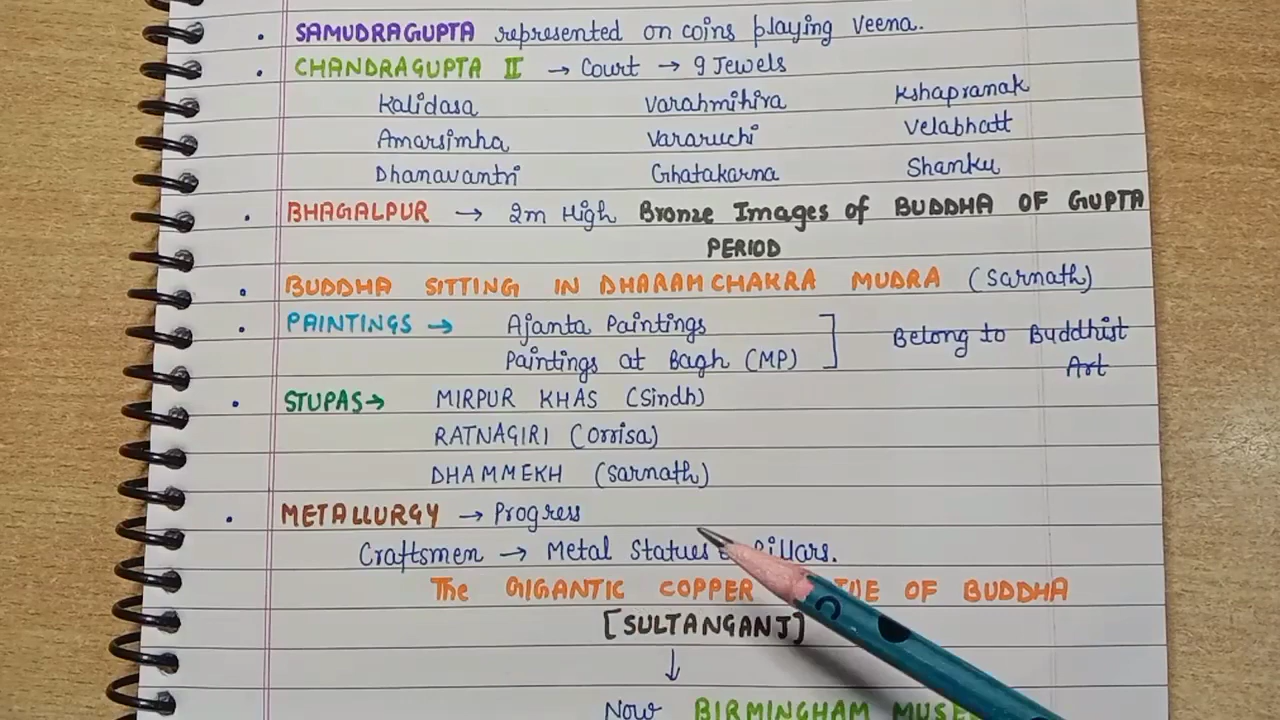 SAMUDRAGUPTA represented on coins playing Veena.
CHANDRAGUPTA II → Court → 9 Jewels
Kalidasa Varahmihira Kshapranak
Amarsimha Vararuchi Velabhatt
Dhanavantri Ghatakarna Shanku
BHAGALPUR → 2m High Bronze Images of BUDDHA OF GUPTA
PERIOD
BUDDHA SITTING IN DHARAMCHAKRA MUDRA (Sarnath)
PAINTINGS → Ajanta Paintings
Paintings at Bagh (MP)
Belong to Buddhist
Art
STUPAS → MIRPUR KHAS (Sindh)
RATNAGIRI (Orrisa)
DHAMMEKH (Sarnath)
METALLURGY → Progress
Craftsmen → Metal Statues Pillars.
The GIGANTIC COPPER OF BUDDHA
[SULTANGANJ]
↓
Now BIRMINGHAM